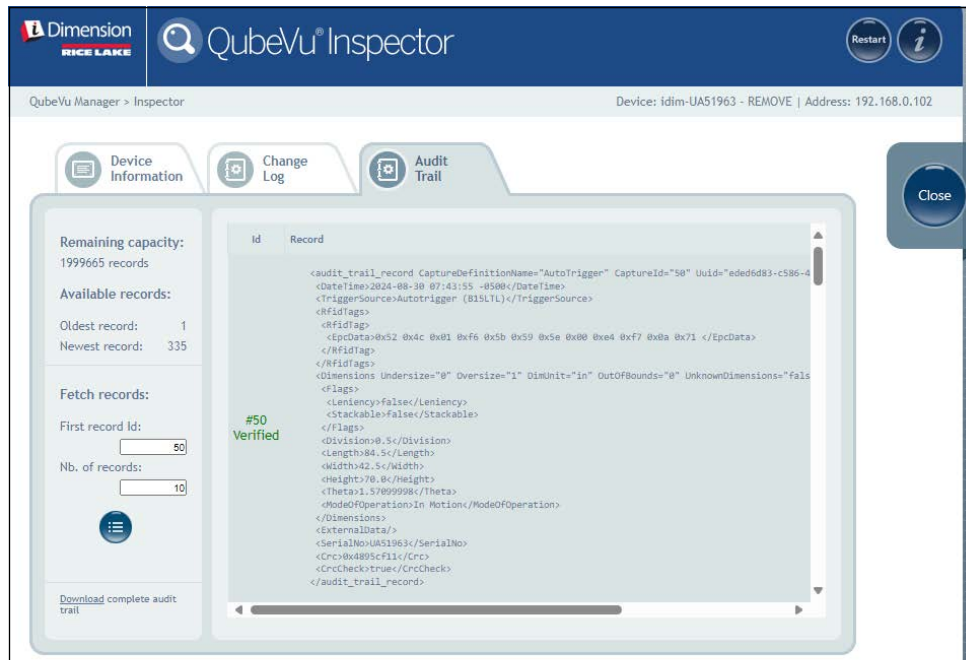 Dimension
RICE LAKE
QubeVu® Inspector
Restart
i
QubeVu Manager > Inspector
Device: idim-UA51963 - REMOVE | Address: 192.168.0.102
Device Information
Change Log
Audit Trail
Close
Remaining capacity:
1999665 records
Available records:
Oldest record: 1
Newest record: 335
Fetch records:
First record Id:
50
Nb. of records:
10
Download complete audit
trail
Id Record
#50
Verified
<audit_trail_record CaptureDefinitionName="AutoTrigger" CaptureId="50" Uuid="eded6d83-c586-4
<DateTime>2024-08-30 07:43:55 -0500</DateTime>
<TriggerSource>Autotrigger (B15LTL)</TriggerSource>
<RfidTags>
<RfidTag>
<EpcData>0x52 0x4c 0x01 0xf6 0x5b 0x59 0x5e 0x00 0xe4 0xf7 0x0a 0x71 </EpcData>
</RfidTag>
</RfidTags>
<Dimensions Undersize="0" Oversize="1" DimUnit="in" OutOfBounds="0" UnknownDimensions="fals
<Flags>
<Leniency>false</Leniency>
<Stackable>false</Stackable>
</Flags>
<Division>0.5</Division>
<Length>84.5</Length>
<Width>42.5</Width>
<Height>70.0</Height>
<Theta>1.57099998</Theta>
<ModeOfOperation>In Motion</ModeOfOperation>
</Dimensions>
<ExternalData/>
<SerialNo>UA51963</SerialNo>
<Crc>0x4895cf11</Crc>
<CrcCheck>true</CrcCheck>
</audit_trail_record>